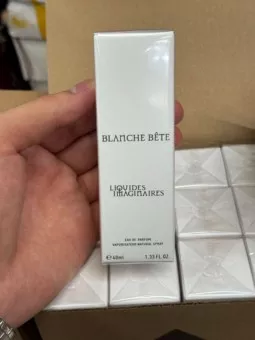 BLANCHE BÊTE
LIQUIDES
IMAGINAIRES
EAU DE PARFUM
VAPORISATEUR NATURAL SPRAY
e 40ml 1.35 FL. OZ.